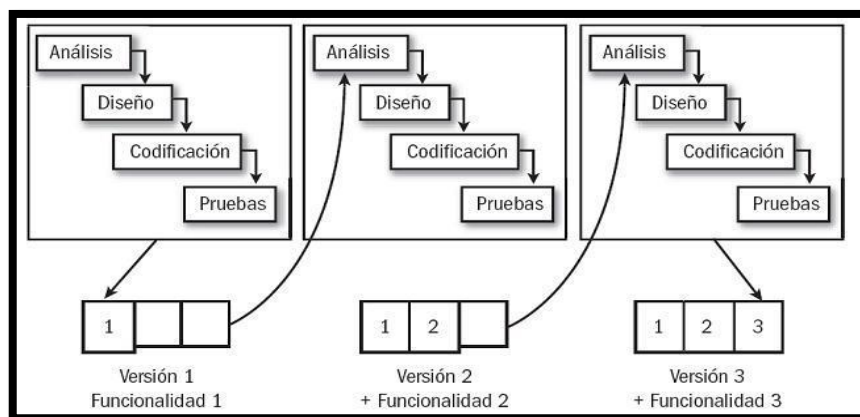 Análisis
Diseño
Codificación
Pruebas
Análisis
Diseño
Codificación
Pruebas
Análisis
Diseño
Codificación
Pruebas
1
1 2
1 2 3
Versión 1
Funcionalidad 1
Versión 2
+ Funcionalidad 2
Versión 3
+ Funcionalidad 3